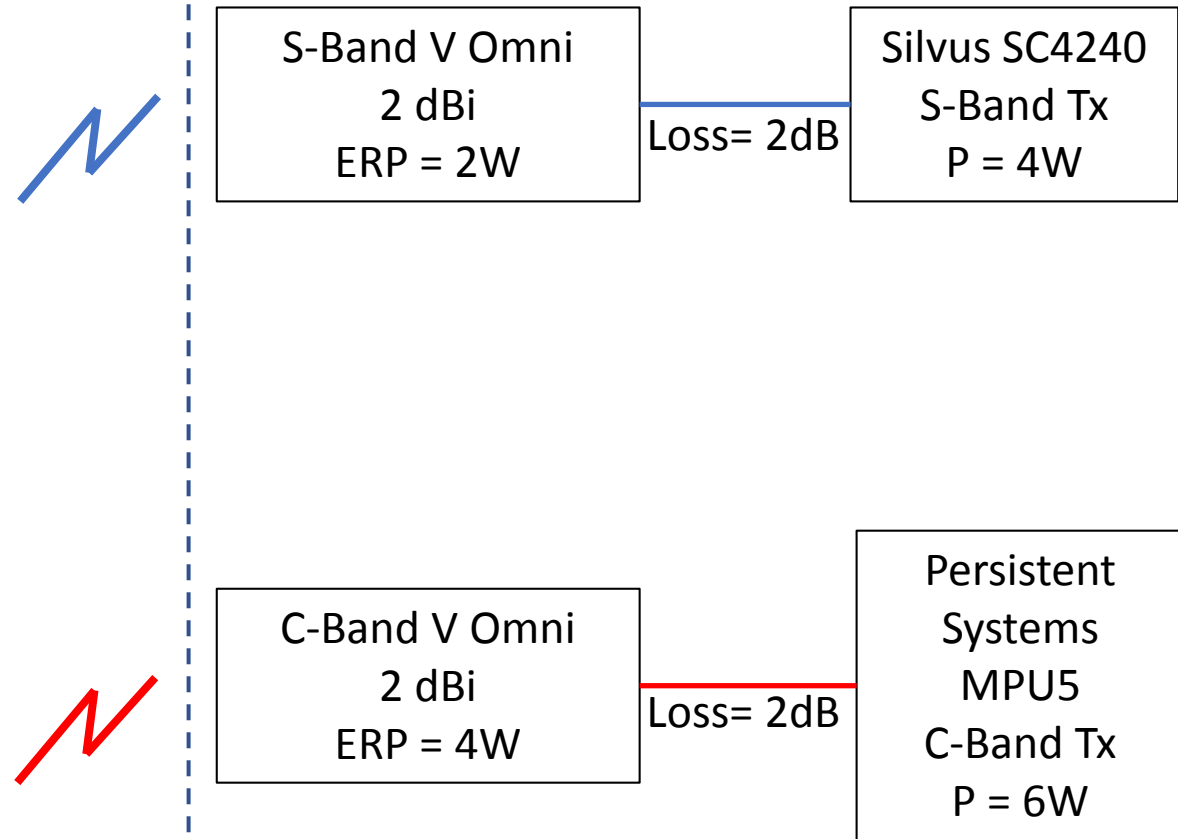 S-Band V Omni
2 dBi
ERP = 2W
Loss= 2dB
Silvus SC4240
S-Band Tx
P = 4W
C-Band V Omni
2 dBi
ERP = 4W
Loss= 2dB
Persistent
Systems
MPU5
C-Band Tx
P = 6W